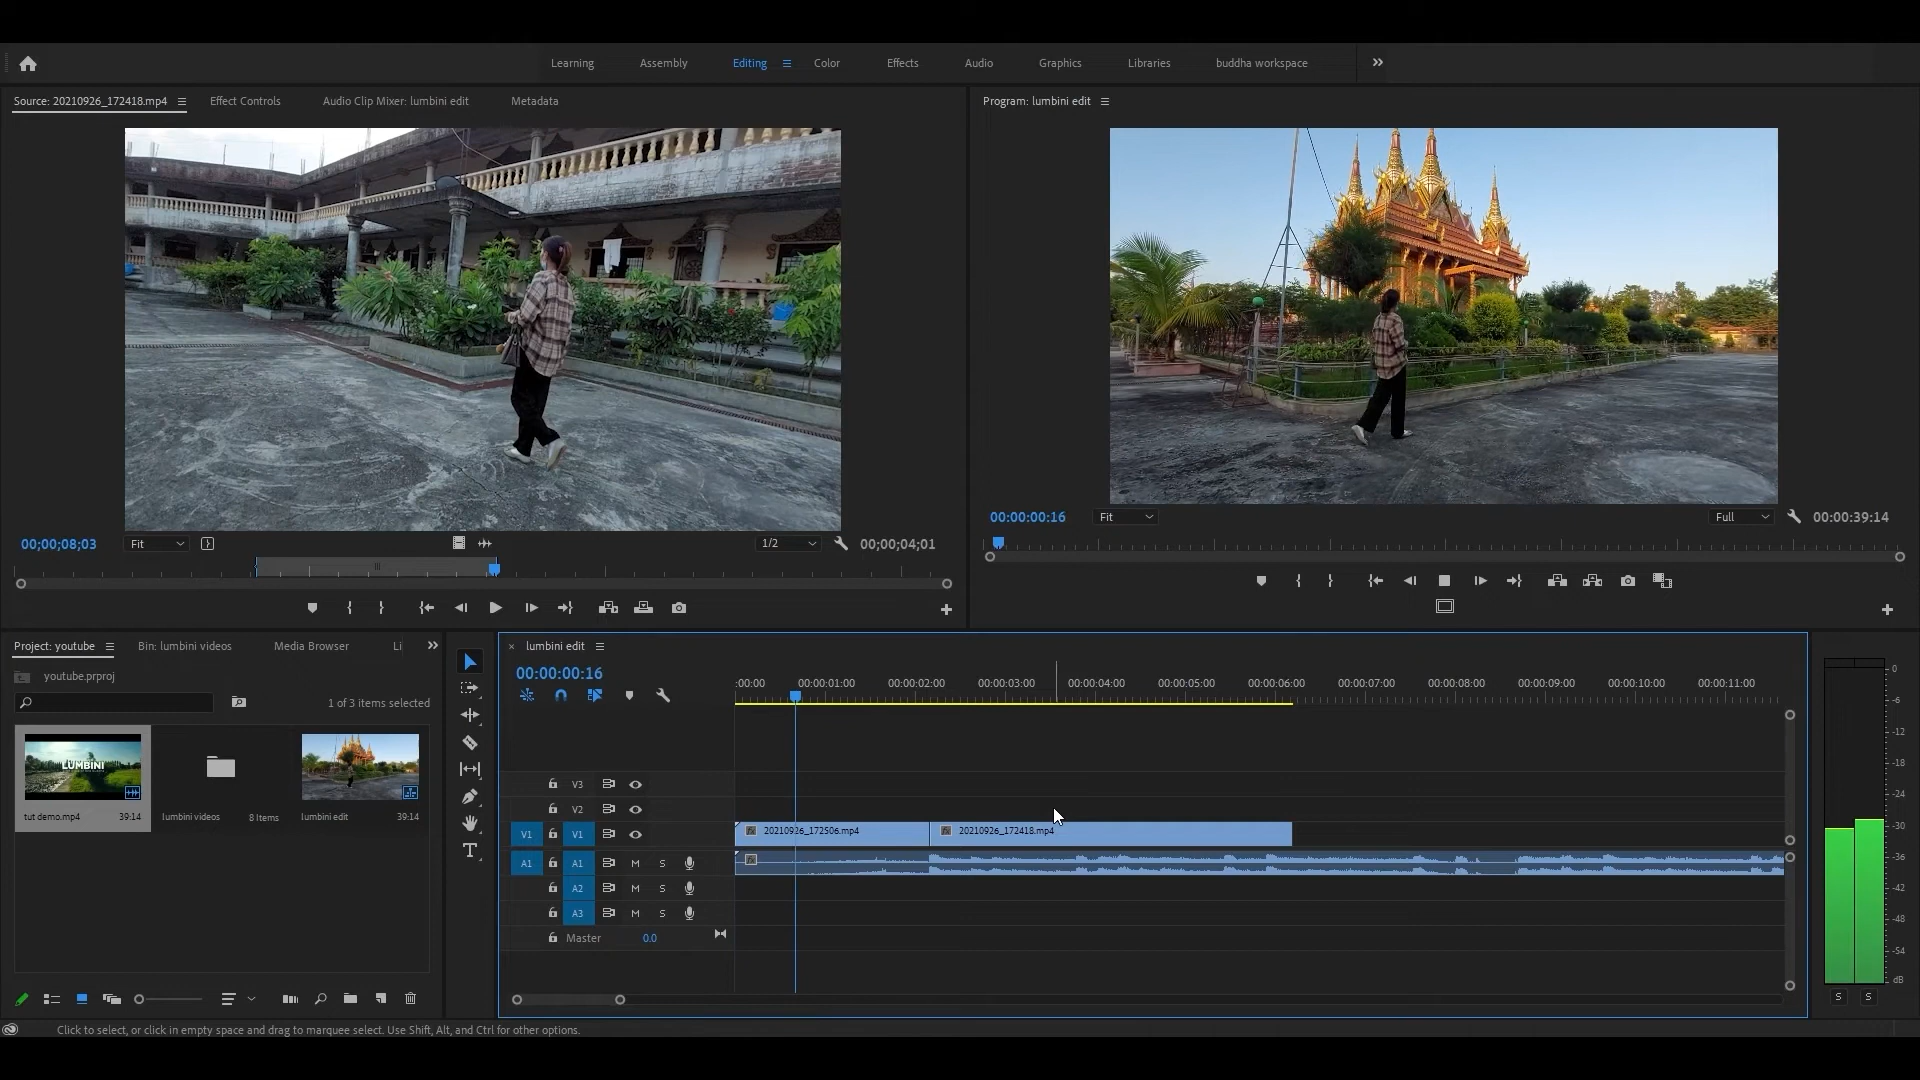 Learning Assembly Editing Color Effects Audio Graphics Libraries buddha workspace
Source: 20210926_172418.mp4 Effect Controls Audio Clip Mixer: lumbini edit Metadata
Program: lumbini edit
00;00;08;03 Fit 1/2 00;00;04;01
00:00:00:16 Fit Full 00:00:39:14
Project: youtube Bin: lumbini videos Media Browser Li
youtube.prproj
1 of 3 items selected
LUMBINI
tut demo.mp4 39:14
lumbini videos 8 Items
lumbini edit 39:14
× lumbini edit
00:00:00:16
:00:00 00:00:01:00 00:00:02:00 00:00:03:00 00:00:04:00 00:00:05:00 00:00:06:00 00:00:07:00 00:00:08:00 00:00:09:00 00:00:10:00 00:00:11:00
V3
V2
V1 V1 fx 20210926_172506.mp4 fx 20210926_172418.mp4
A1 A1 M S fx
A2 M S
A3 M S
Master 0.0
0
-6
-12
-18
-24
-30
-36
-42
-48
-54
dB
S S
Click to select, or click in empty space and drag to marquee select. Use Shift, Alt, and Ctrl for other options.